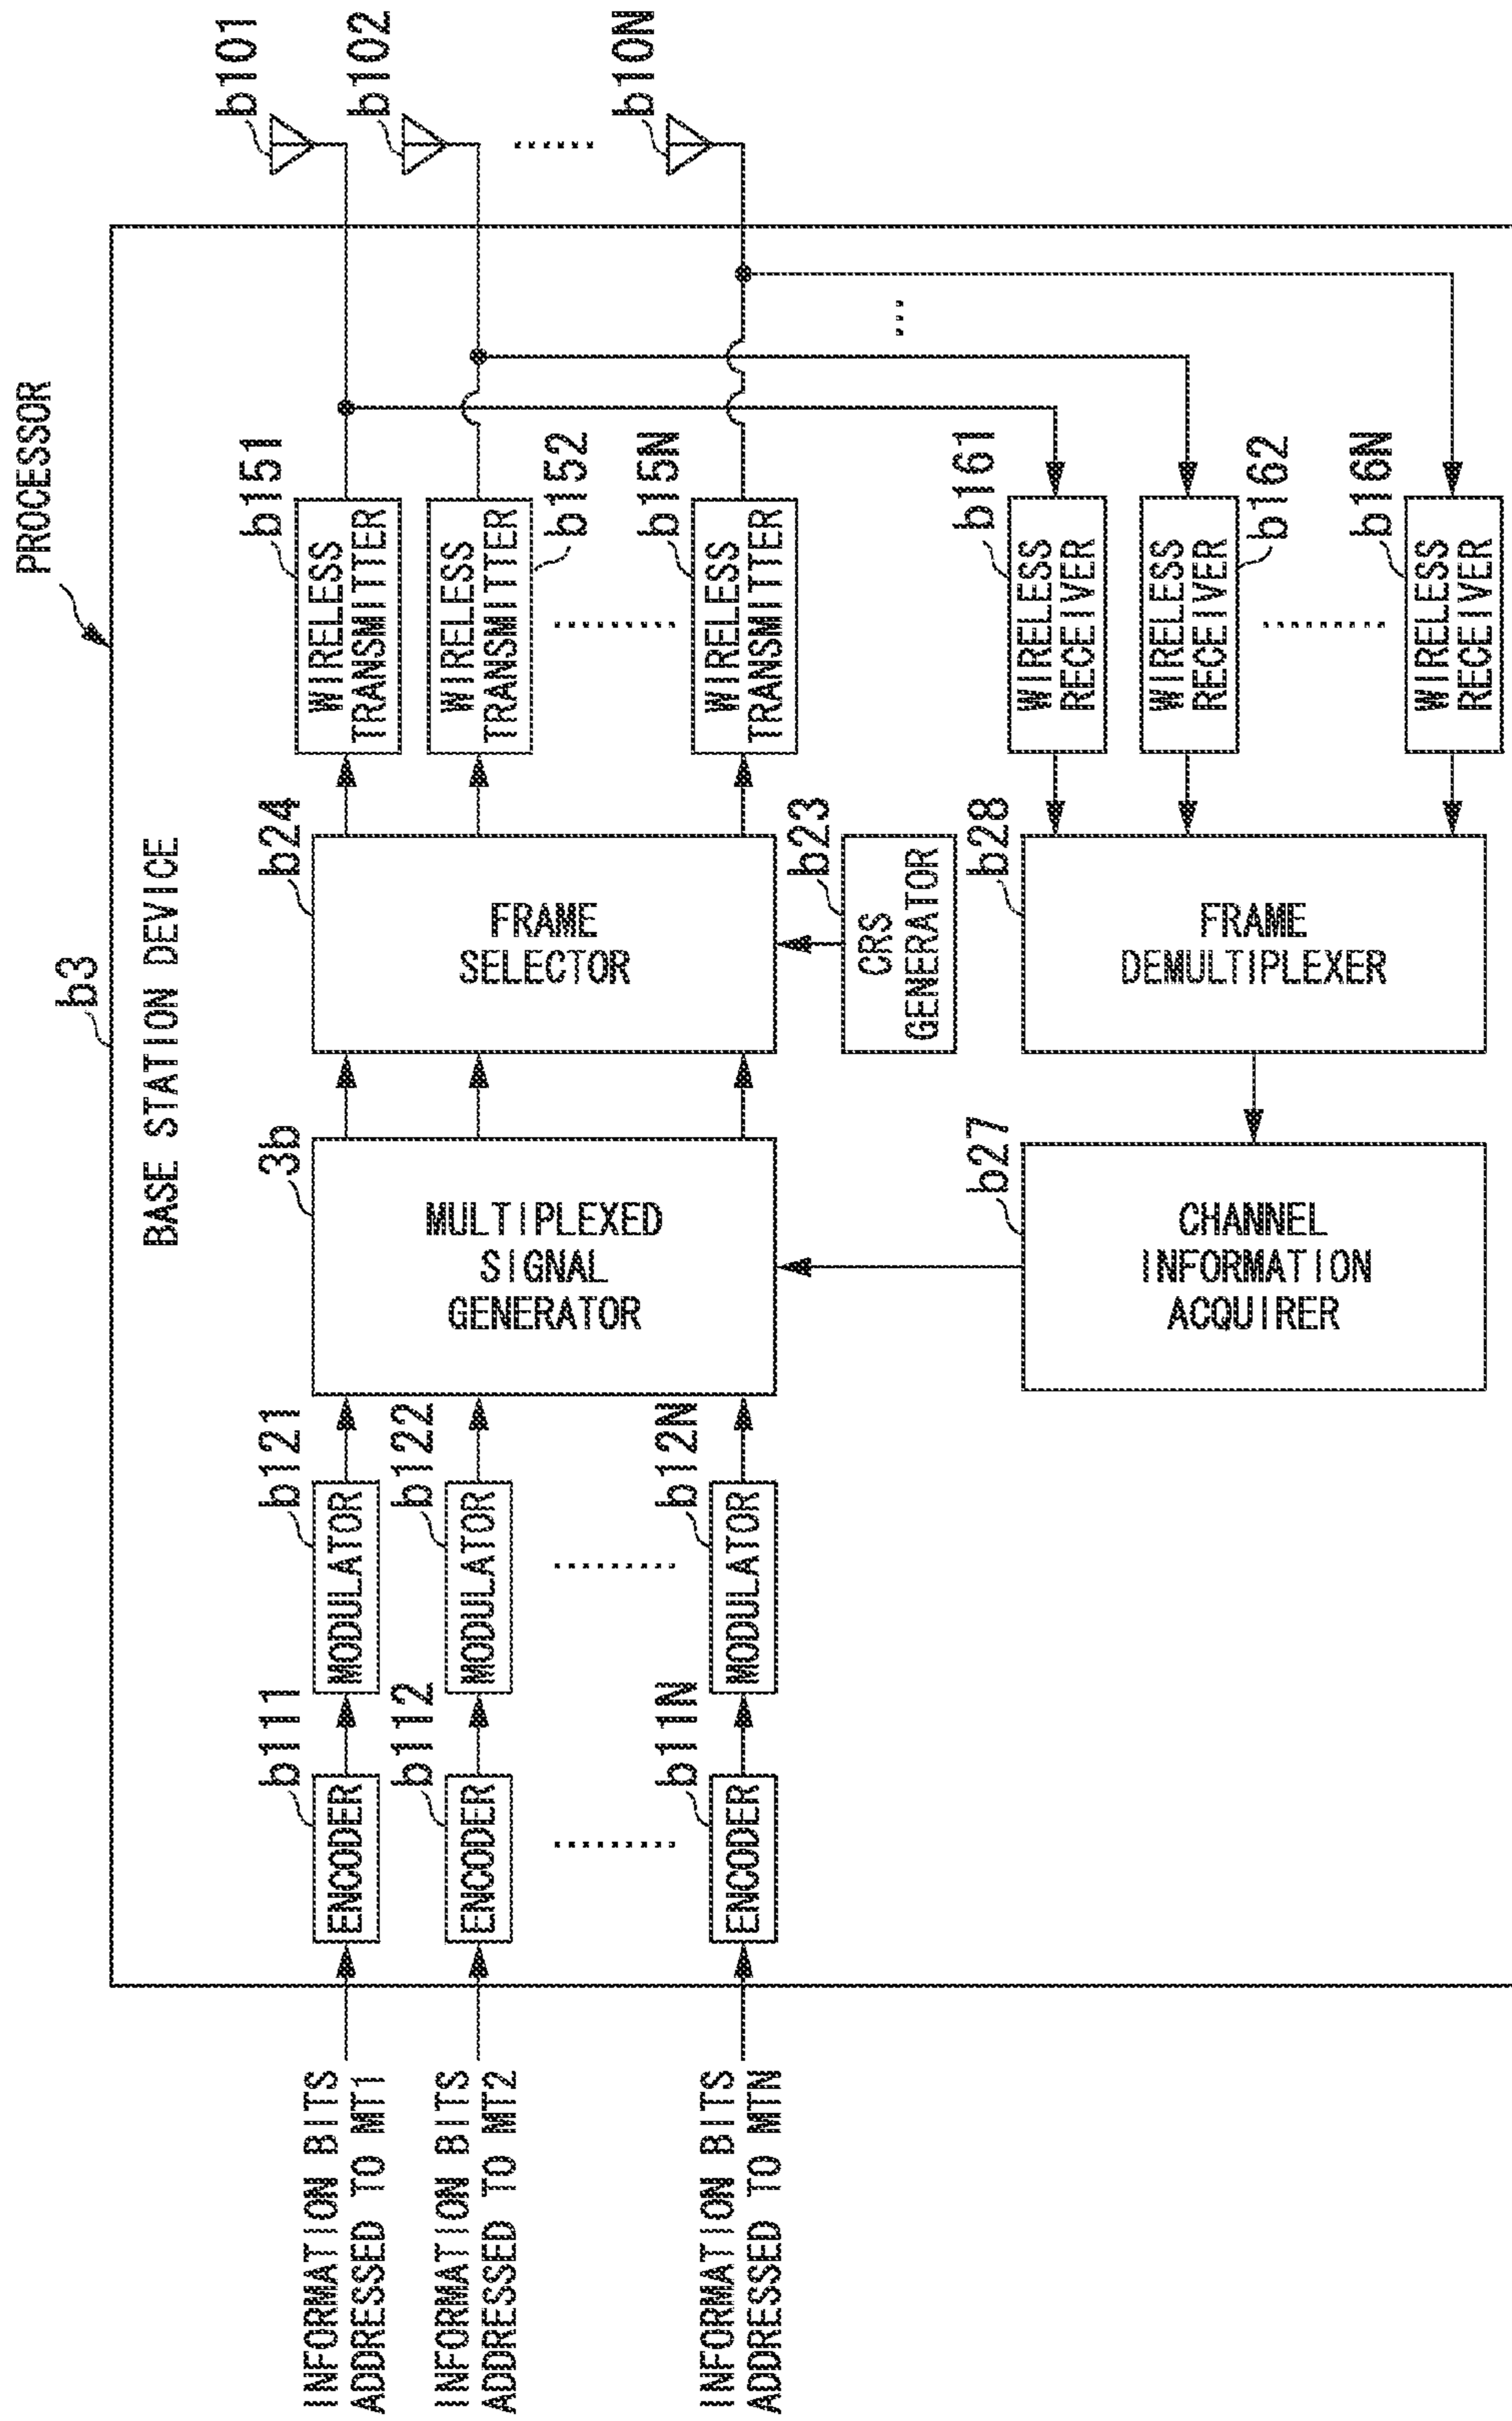 PROCESSOR
b3
BASE STATION DEVICE
INFORMATION BITS
ADDRESSED TO MT1
ENCODER
b111
MODULATOR
b121
INFORMATION BITS
ADDRESSED TO MT2
ENCODER
b112
MODULATOR
b122
INFORMATION BITS
ADDRESSED TO MTN
ENCODER
b11N
MODULATOR
b12N
MULTIPLEXED
SIGNAL
GENERATOR
3b
FRAME
SELECTOR
b24
WIRELESS
TRANSMITTER
b151
WIRELESS
TRANSMITTER
b152
WIRELESS
TRANSMITTER
b15N
b101
b102
b10N
CRS
GENERATOR
b23
CHANNEL
INFORMATION
ACQUIRER
b27
FRAME
DEMULTIPLEXER
b28
WIRELESS
RECEIVER
b161
WIRELESS
RECEIVER
b162
WIRELESS
RECEIVER
b16N